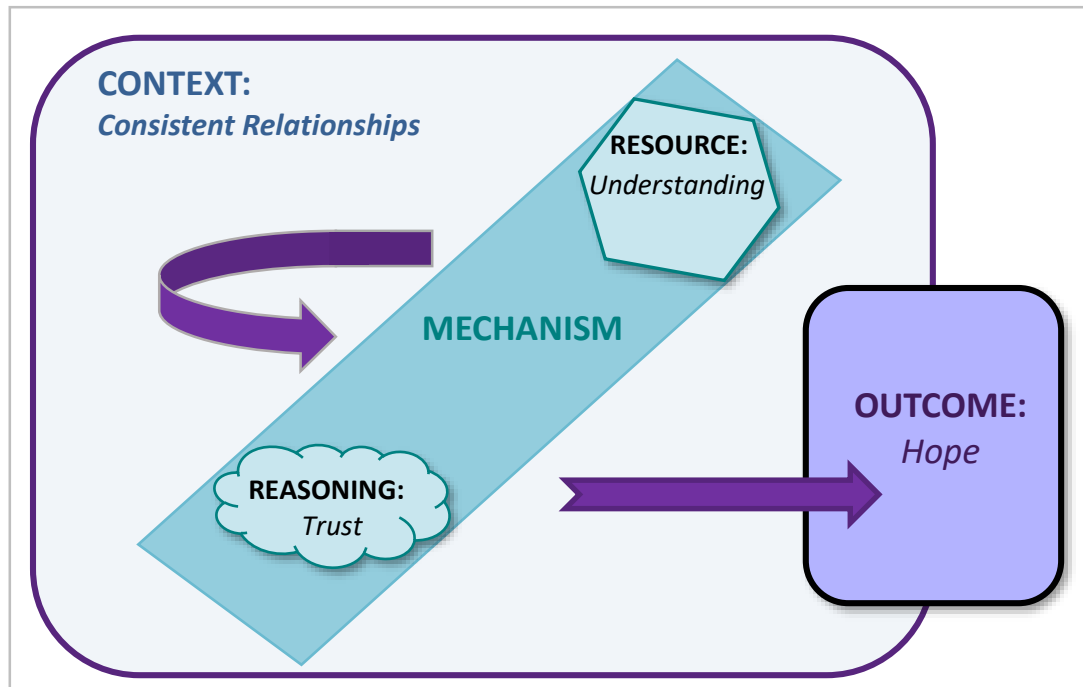 CONTEXT:
Consistent Relationships
RESOURCE:
Understanding
MECHANISM
OUTCOME:
Hope
REASONING:
Trust